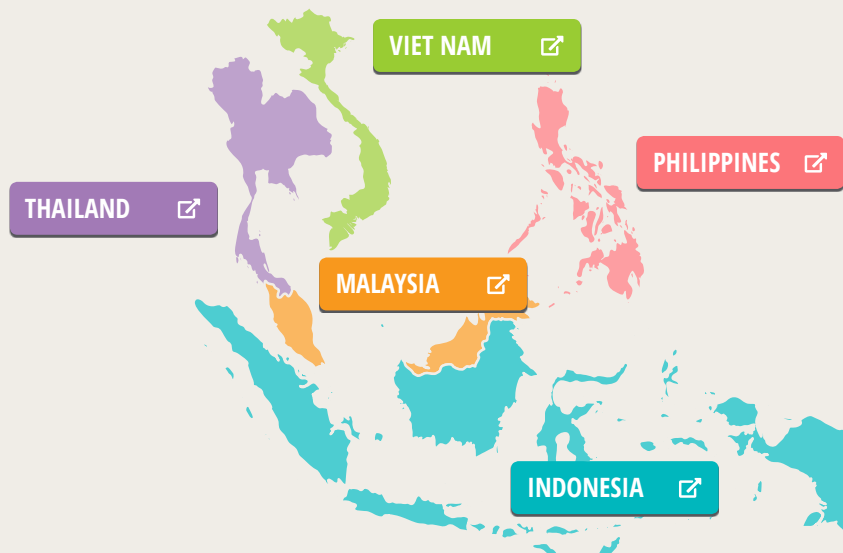 VIET NAM
PHILIPPINES
THAILAND
MALAYSIA
INDONESIA